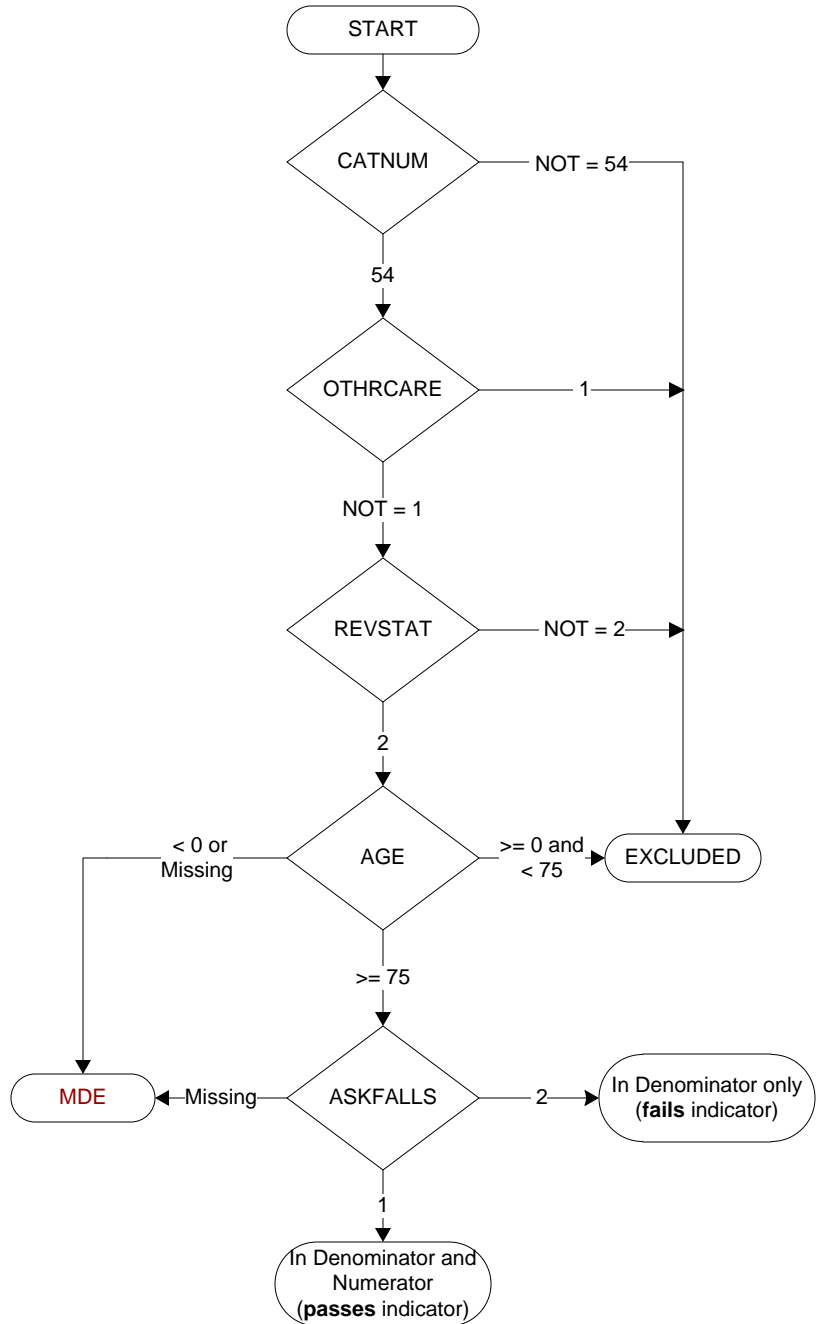 START
CATNUM
NOT = 54
54
OTHRCARE
1
NOT = 1
REVSTAT
NOT = 2
2
< 0 or
Missing
AGE
>= 0 and
< 75
EXCLUDED
>= 75
MDE
Missing
ASKFALLS
2
In Denominator only
(fails indicator)
1
In Denominator and
Numerator
(passes indicator)